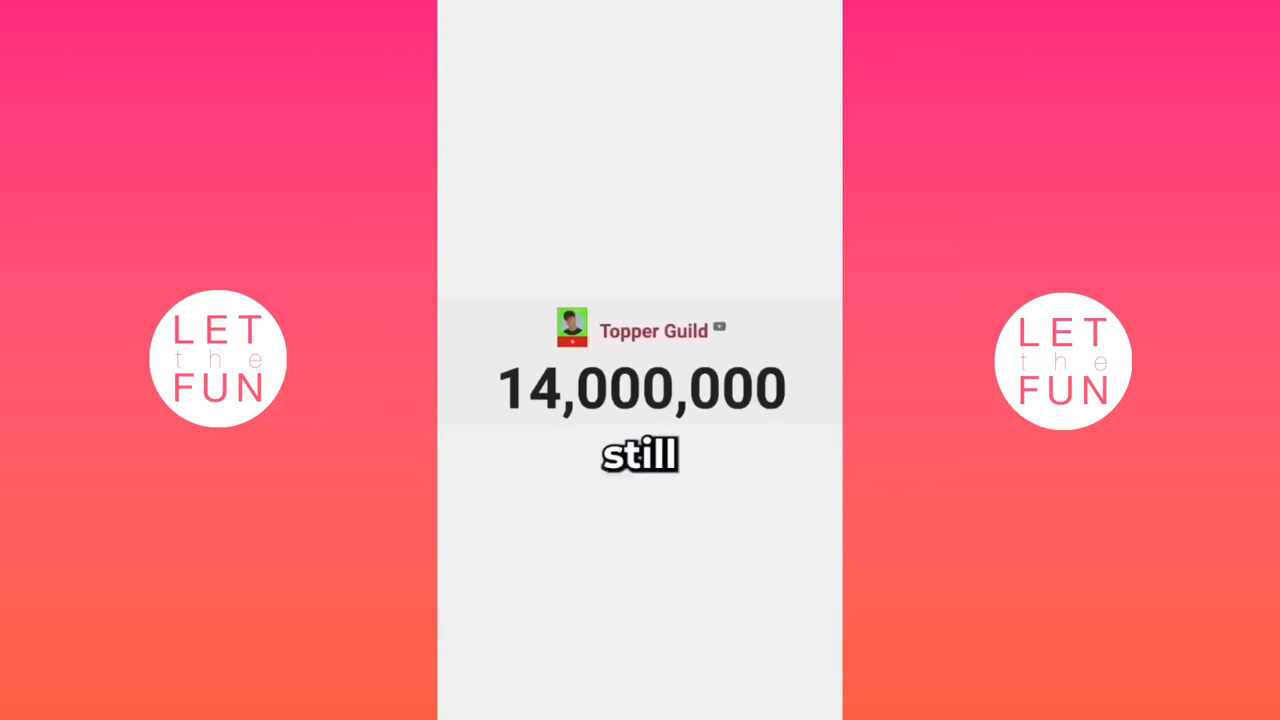 LET
the
FUN
Topper Guild
14,000,000
still
LET
the
FUN